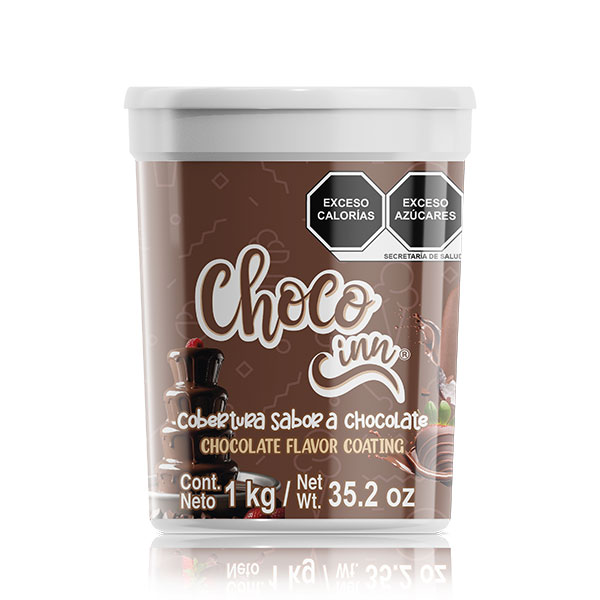 EXCESO
CALORÍAS
EXCESO
AZÚCARES
SECRETARÍA DE SALUD
Choco
inn®
Cobertura sabor a chocolate
CHOCOLATE FLAVOR COATING
Cont. Neto 1 kg / Net Wt. 35.2 oz